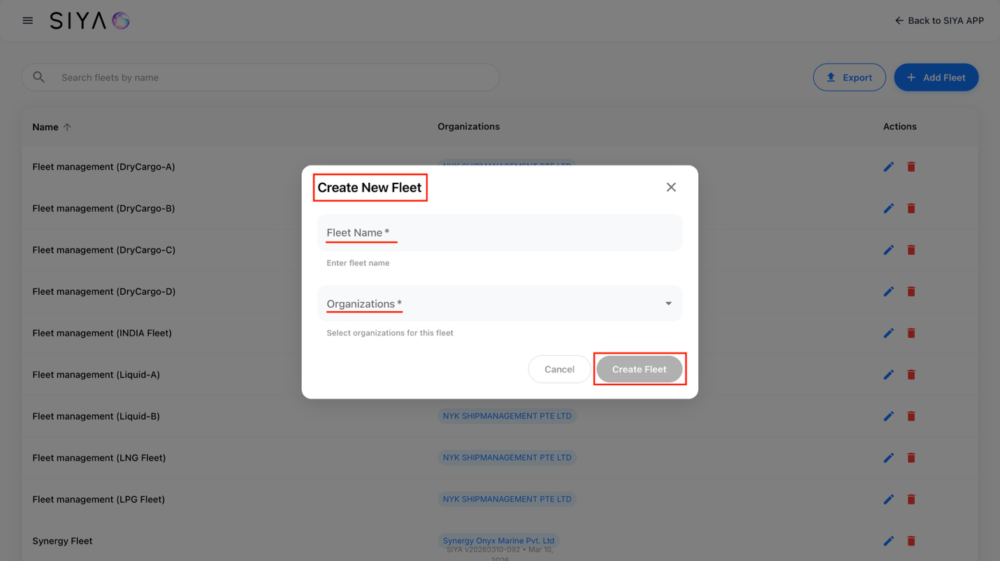 SIYA
Back to SIYA APP
Search fleets by name
Export
+ Add Fleet
Name
Organizations
Actions
Fleet management (DryCargo-A)
NYK SHIPMANAGEMENT PTE LTD
Fleet management (DryCargo-B)
Fleet management (DryCargo-C)
Fleet management (DryCargo-D)
Fleet management (INDIA Fleet)
Fleet management (Liquid-A)
Fleet management (Liquid-B)
NYK SHIPMANAGEMENT PTE LTD
Fleet management (LNG Fleet)
NYK SHIPMANAGEMENT PTE LTD
Fleet management (LPG Fleet)
NYK SHIPMANAGEMENT PTE LTD
Synergy Fleet
Synergy Onyx Marine Pvt. Ltd
SIYA v20260310-092 • Mar 10,
2026
Create New Fleet
Fleet Name *
Enter fleet name
Organizations *
Select organizations for this fleet
Cancel
Create Fleet